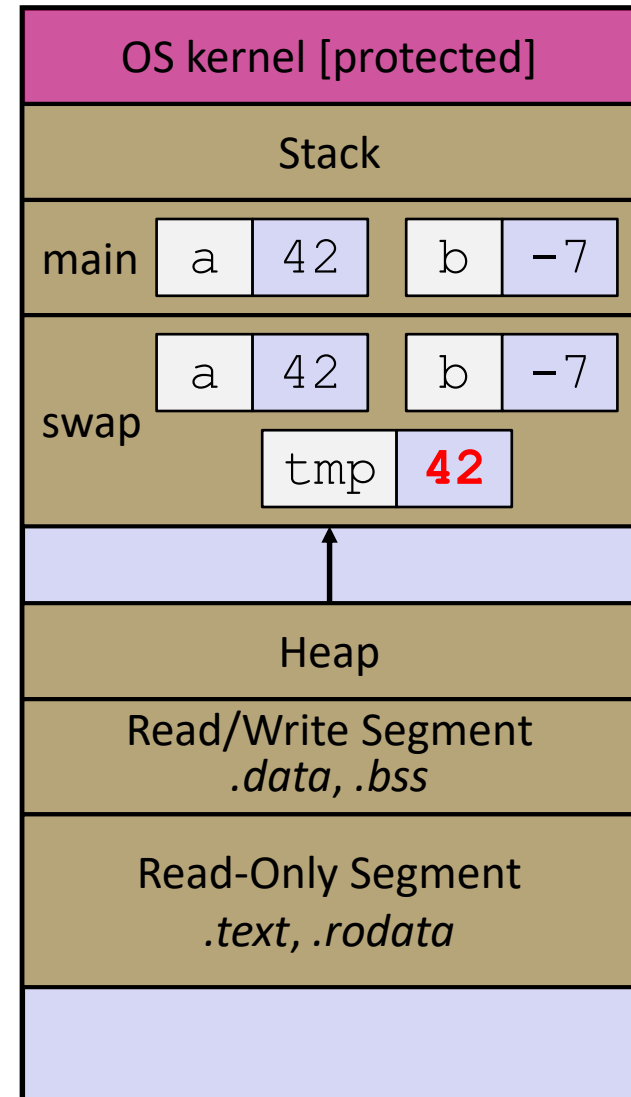 OS kernel [protected]
Stack
main a 42 b -7
a 42 b -7
swap
tmp 42
Heap
Read/Write Segment
.data, .bss
Read-Only Segment
.text, .rodata